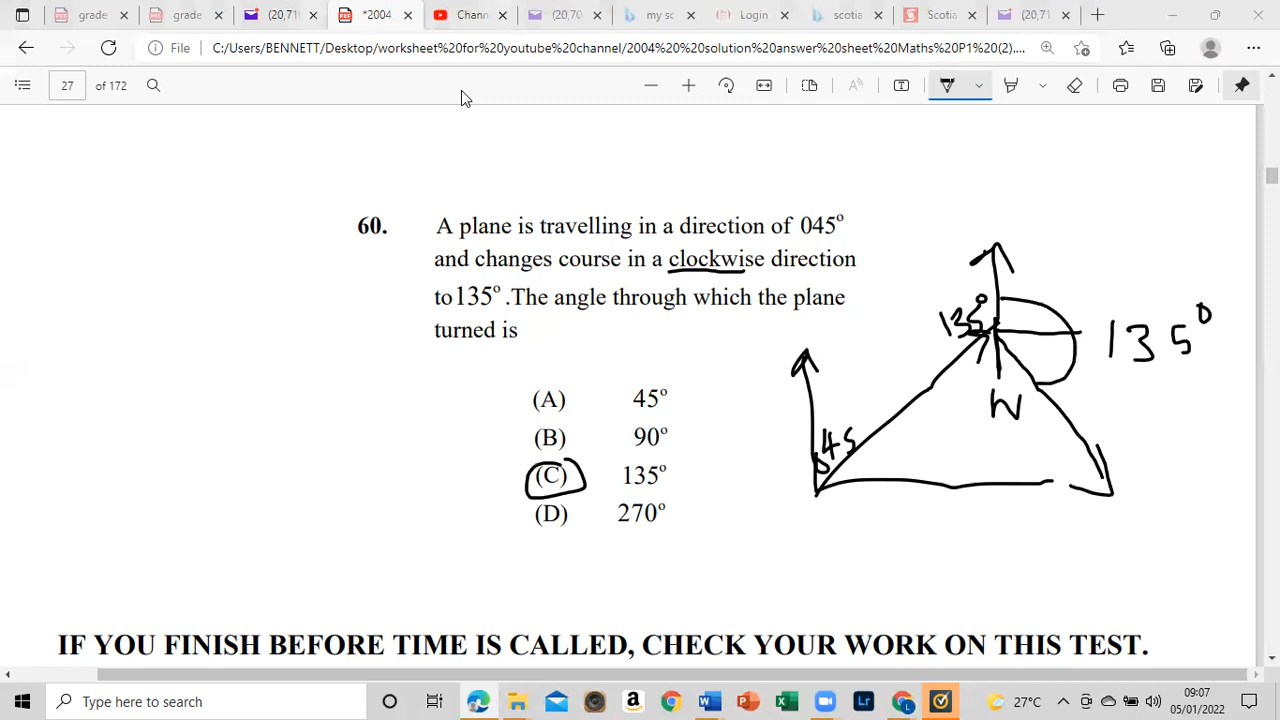 grade
grade
(20,71
*2004
Chann
(20,70
my sc
Login
scotia
Scotia
(20,71
File
C:/Users/BENNETT/Desktop/worksheet%20for%20youtube%20channel/2004%20%20solution%20answer%20sheet%20Maths%20P1%20(2)....
27 of 172
60. A plane is travelling in a direction of 045°
and changes course in a clockwise direction
to 135° .The angle through which the plane
turned is
(A) 45°
(B) 90°
(C) 135°
(D) 270°
135°
135°
N
045
IF YOU FINISH BEFORE TIME IS CALLED, CHECK YOUR WORK ON THIS TEST.
Type here to search
27°C
09:07
05/01/2022